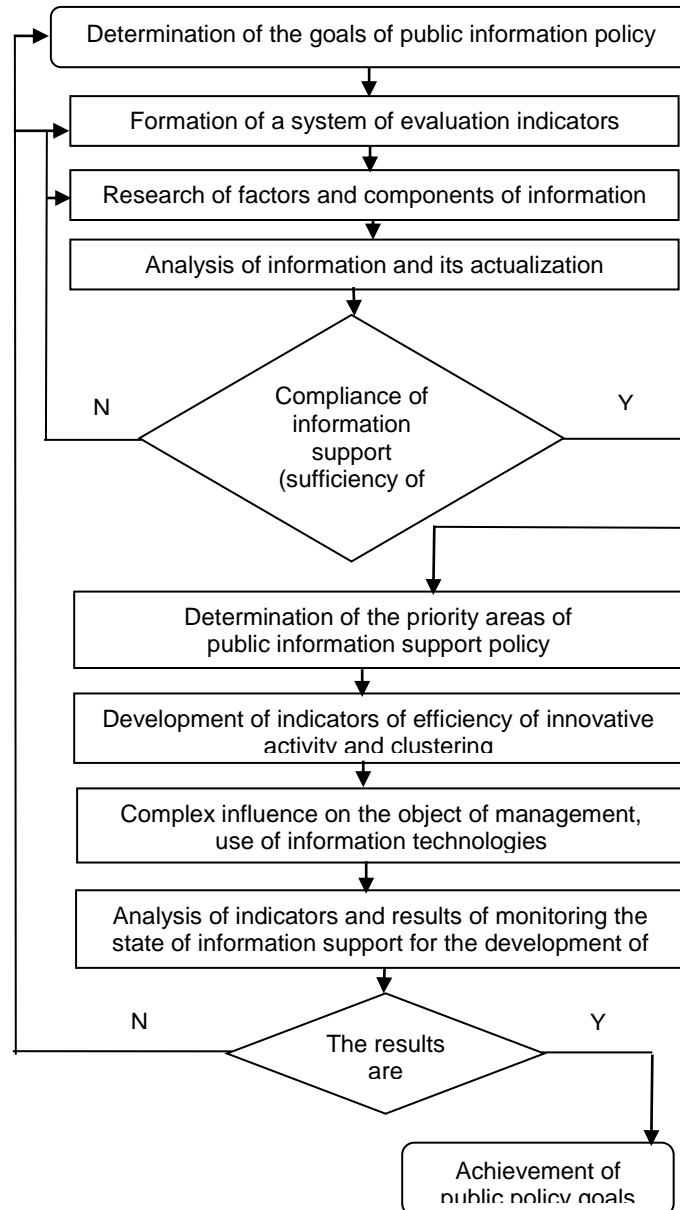 Determination of the goals of public information policy
Formation of a system of evaluation indicators
Research of factors and components of information
Analysis of information and its actualization
N
Compliance of
information
support
(sufficiency of
Y
Determination of the priority areas of
public information support policy
Development of indicators of efficiency of innovative
activity and clustering
Complex influence on the object of management,
use of information technologies
Analysis of indicators and results of monitoring the
state of information support for the development of
N
The results
are
Y
Achievement of
public policy goals